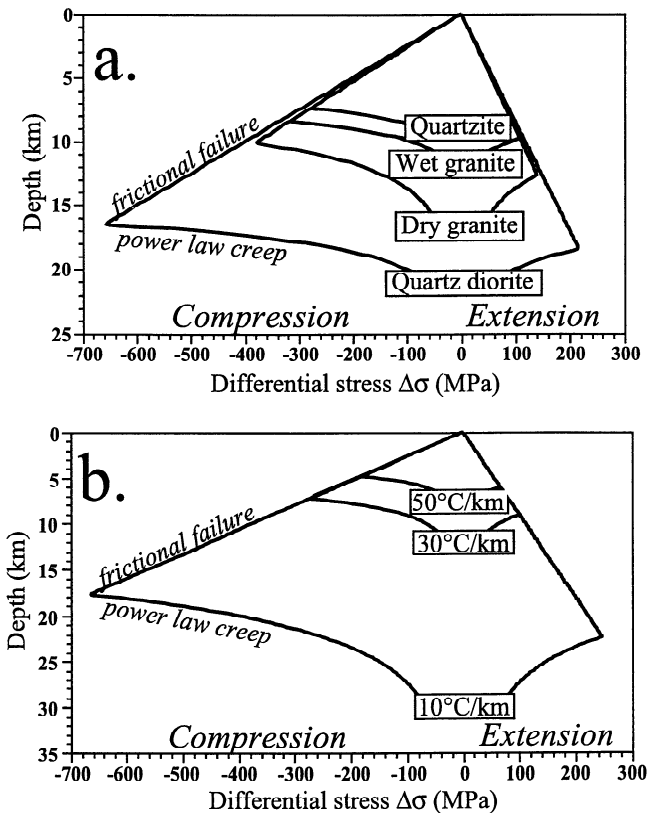 a.
0
5
10
15
20
25
Depth (km)
frictional failure
power law creep
Quartzite
Wet granite
Dry granite
Quartz diorite
Compression
Extension
-700 -600 -500 -400 -300 -200 -100 0 100 200 300
Differential stress Δσ (MPa)
b.
0
5
10
15
20
25
30
35
Depth (km)
frictional failure
power law creep
50°C/km
30°C/km
10°C/km
Compression
Extension
-700 -600 -500 -400 -300 -200 -100 0 100 200 300
Differential stress Δσ (MPa)